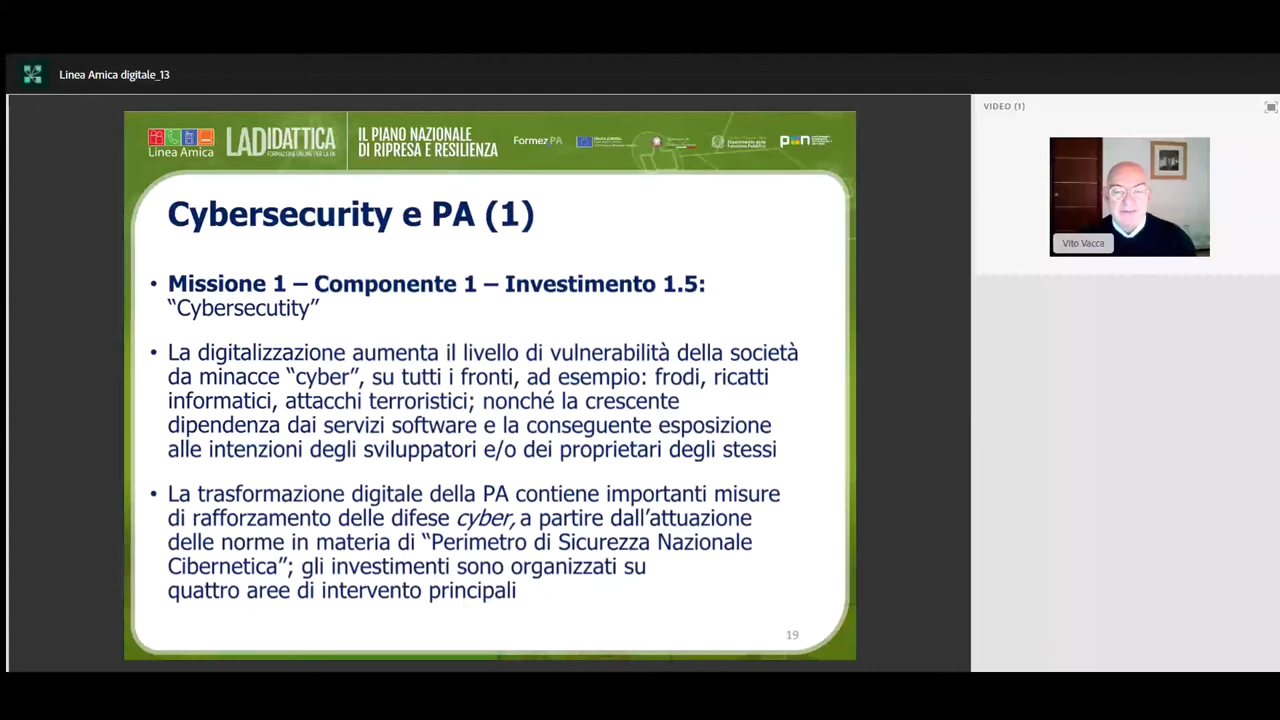 Linea Amica digitale_13
VIDEO (1)
Linea Amica
LADIDATTICA
FORMAZIONE ONLINE PER LA PA
IL PIANO NAZIONALE
DI RIPRESA E RESILIENZA
FormezPA
Cybersecurity e PA (1)
• Missione 1 – Componente 1 – Investimento 1.5:
“Cybersecutity”
• La digitalizzazione aumenta il livello di vulnerabilità della società
da minacce “cyber”, su tutti i fronti, ad esempio: frodi, ricatti
informatici, attacchi terroristici; nonché la crescente
dipendenza dai servizi software e la conseguente esposizione
alle intenzioni degli sviluppatori e/o dei proprietari degli stessi
• La trasformazione digitale della PA contiene importanti misure
di rafforzamento delle difese cyber, a partire dall’attuazione
delle norme in materia di “Perimetro di Sicurezza Nazionale
Cibernetica”; gli investimenti sono organizzati su
quattro aree di intervento principali
19
Vito Vacca